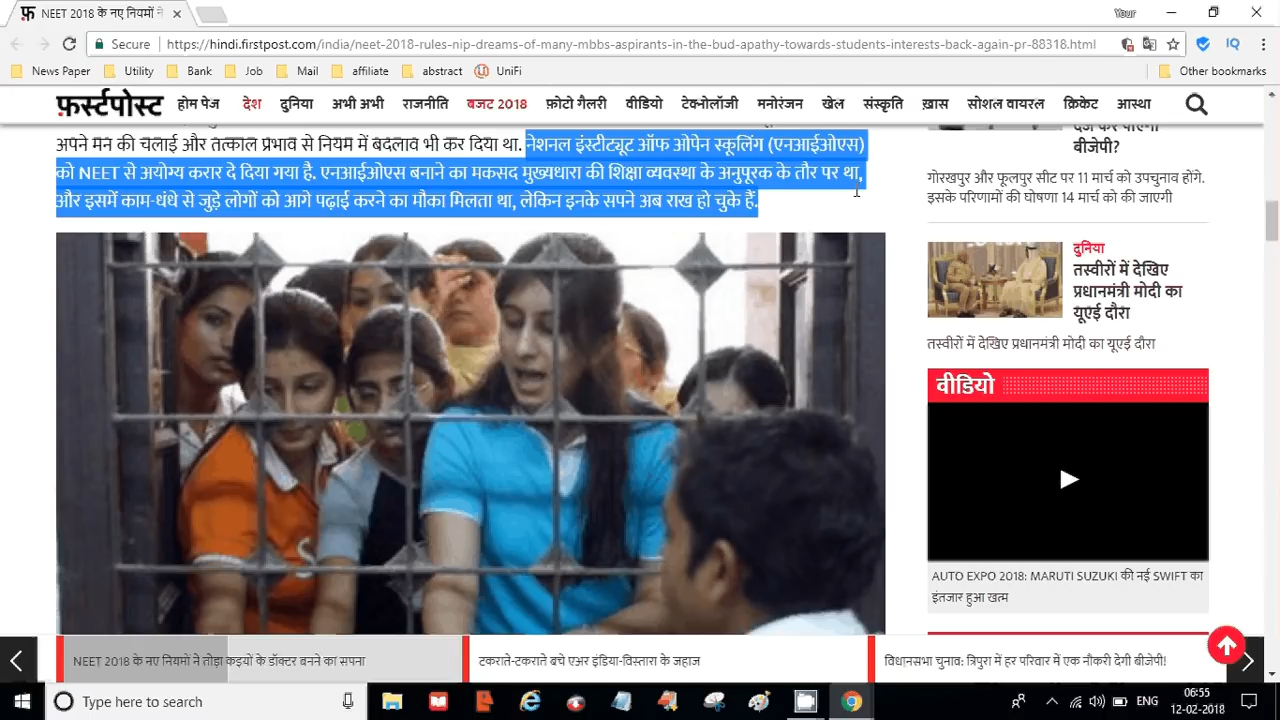 NEET 2018 के नए नियमों ने
Your
Secure
https://hindi.firstpost.com/india/neet-2018-rules-nip-dreams-of-many-mbbs-aspirants-in-the-bud-apathy-towards-students-interests-back-again-pr-88318.html
IQ
News Paper Utility Bank Job Mail affiliate abstract UniFi Other bookmarks
फ़र्स्टपोस्ट होम पेज देश दुनिया अभी अभी राजनीति बजट 2018 फ़ोटो गैलरी वीडियो टेक्नोलॉजी मनोरंजन खेल संस्कृति ख़ास सोशल वायरल क्रिकेट आस्था
अपने मन की चलाई और तत्काल प्रभाव से नियम में बदलाव भी कर दिया था. नेशनल इंस्टीट्यूट ऑफ ओपेन स्कूलिंग (एनआईओएस)
को NEET से अयोग्य करार दे दिया गया है. एनआईओएस बनाने का मकसद मुख्यधारा की शिक्षा व्यवस्था के अनुपूरक के तौर पर था,
और इसमें काम-धंधे से जुड़े लोगों को आगे पढ़ाई करने का मौका मिलता था, लेकिन इनके सपने अब राख हो चुके हैं.
बीजेपी?
गोरखपुर और फूलपुर सीट पर 11 मार्च को उपचुनाव होंगे.
इसके परिणामों की घोषणा 14 मार्च को की जाएगी
दुनिया
तस्वीरों में देखिए
प्रधानमंत्री मोदी का
यूएई दौरा
तस्वीरों में देखिए प्रधानमंत्री मोदी का यूएई दौरा
वीडियो
AUTO EXPO 2018: MARUTI SUZUKI की नई SWIFT का
इंतजार हुआ खत्म
NEET 2018 के नए नियमों ने तोड़ा कइयों के डॉक्टर बनने का सपना
टकराते-टकराते बचे एअर इंडिया-विस्तारा के जहाज
विधानसभा चुनाव: त्रिपुरा में हर परिवार में एक नौकरी देगी बीजेपी!
Type here to search
ENG
06:55
12-02-2018